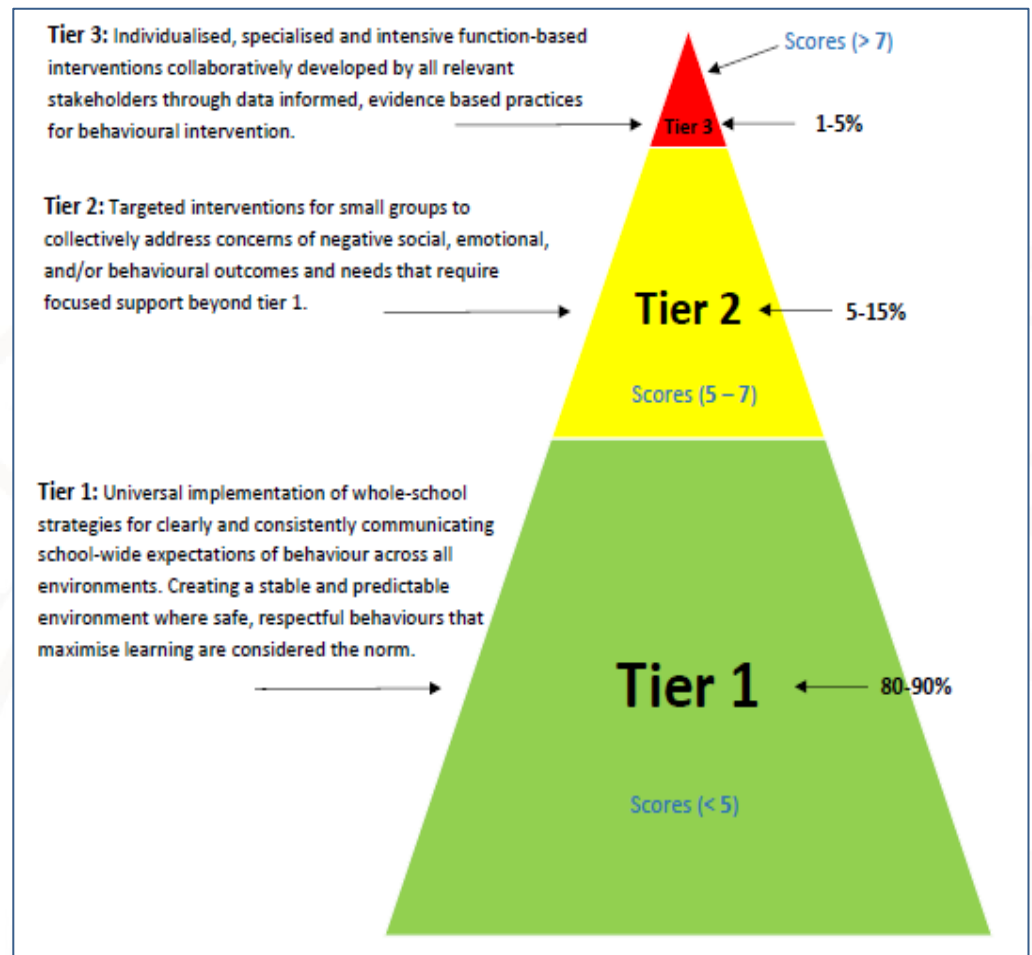 Tier 3: Individualised, specialised and intensive function-based
interventions collaboratively developed by all relevant
stakeholders through data informed, evidence based practices
for behavioural intervention.
Scores (> 7)
Tier 3
1-5%
Tier 2: Targeted interventions for small groups to
collectively address concerns of negative social, emotional,
and/or behavioural outcomes and needs that require
focused support beyond tier 1.
Tier 2
5-15%
Scores (5 – 7)
Tier 1: Universal implementation of whole-school
strategies for clearly and consistently communicating
school-wide expectations of behaviour across all
environments. Creating a stable and predictable
environment where safe, respectful behaviours that
maximise learning are considered the norm.
Tier 1
80-90%
Scores (< 5)